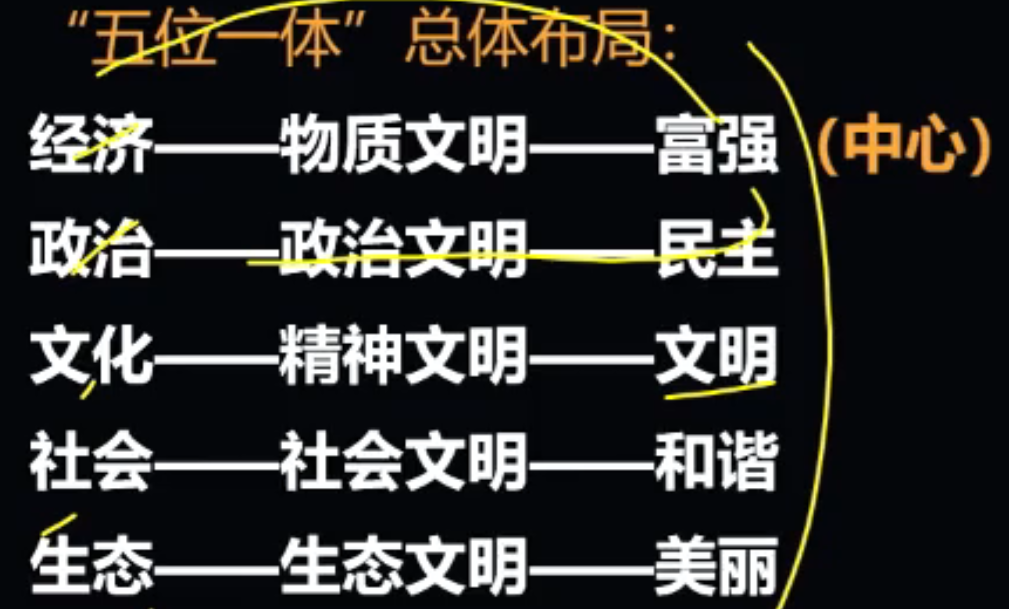 “五位一体”总体布局：
经济——物质文明——富强（中心）
政治——政治文明——民主
文化——精神文明——文明
社会——社会文明——和谐
生态——生态文明——美丽